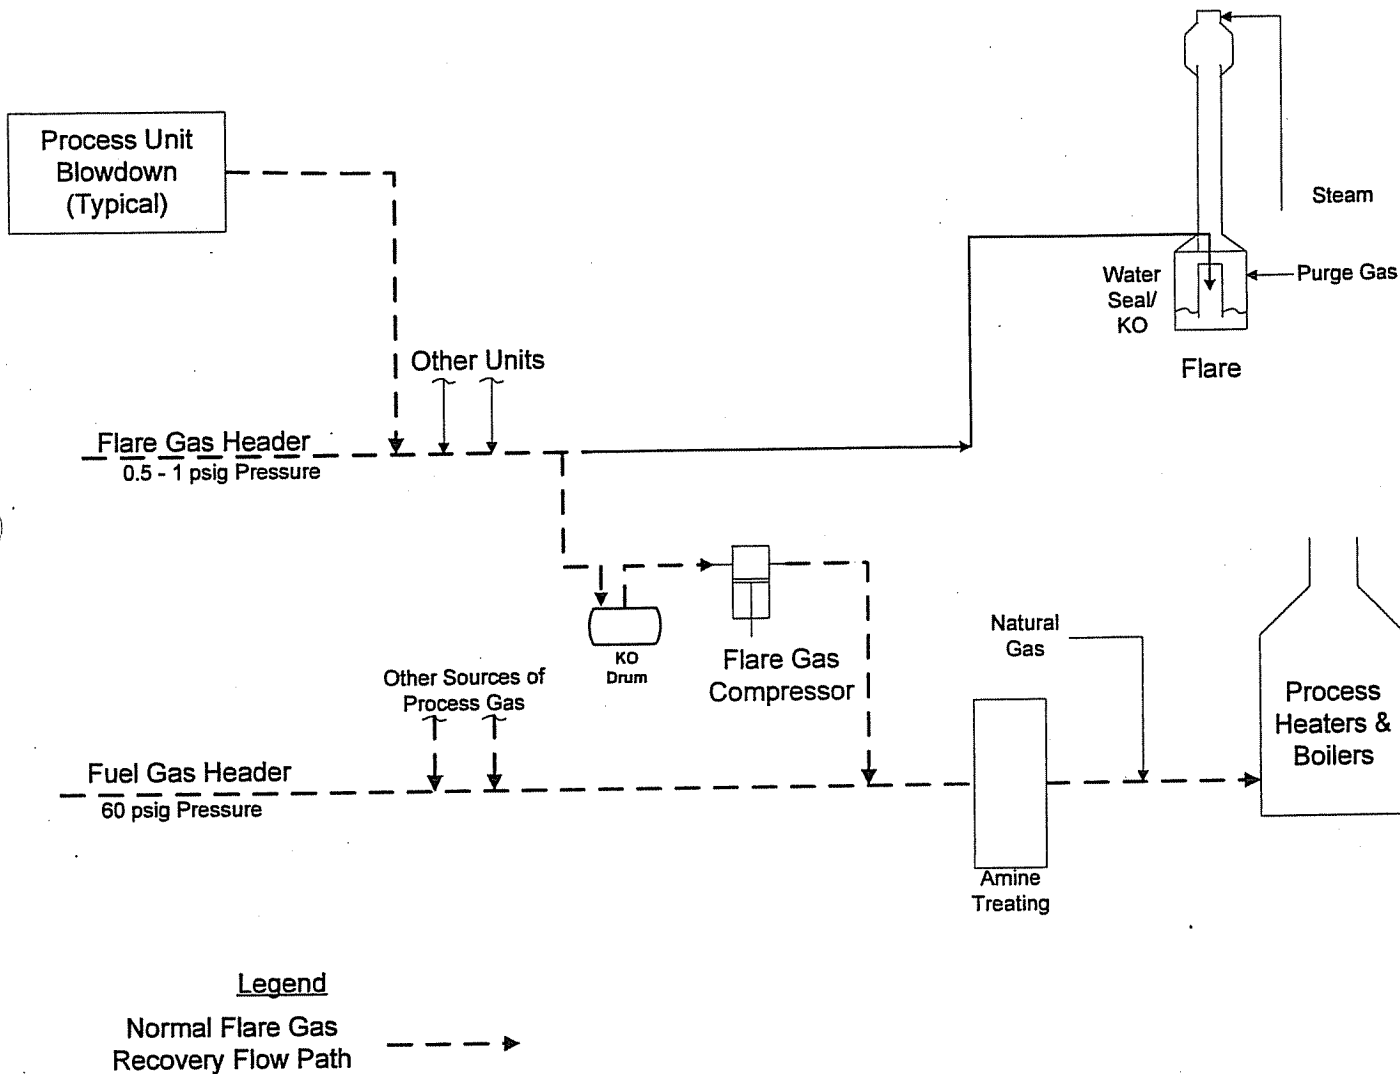 Process Unit
Blowdown
(Typical)
Steam
Water
Seal/
KO
Purge Gas
Flare
Other Units
Flare Gas Header
0.5 - 1 psig Pressure
KO
Drum
Flare Gas
Compressor
Natural
Gas
Other Sources of
Process Gas
Process
Heaters &
Boilers
Fuel Gas Header
60 psig Pressure
Amine
Treating
Legend
Normal Flare Gas
Recovery Flow Path